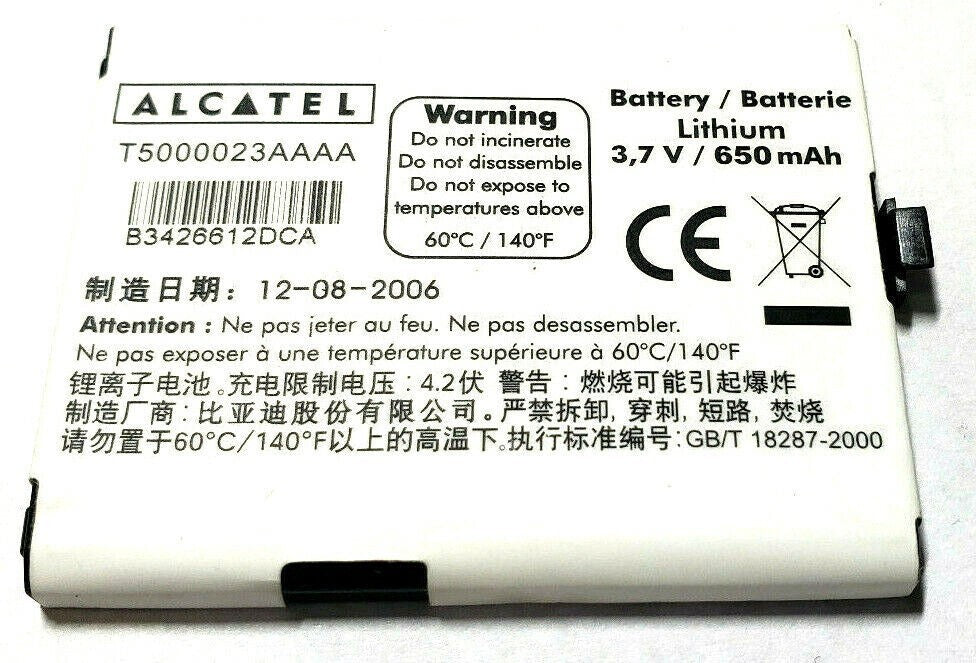 ALCATEL
T5000023AAAA
B3426612DCA
Warning
Do not incinerate
Do not disassemble
Do not expose to
temperatures above
60°C / 140°F
Battery / Batterie
Lithium
3,7 V / 650 mAh
CE
制造日期: 12-08-2006
Attention : Ne pas jeter au feu. Ne pas desassembler.
Ne pas exposer à une température supérieure à 60°C/140°F
锂离子电池。充电限制电压: 4.2伏 警告: 燃烧可能引起爆炸
制造厂商: 比亚迪股份有限公司。严禁拆卸, 穿刺, 短路, 焚烧
请勿置于60°C/140°F以上的高温下。执行标准编号: GB/T 18287-2000